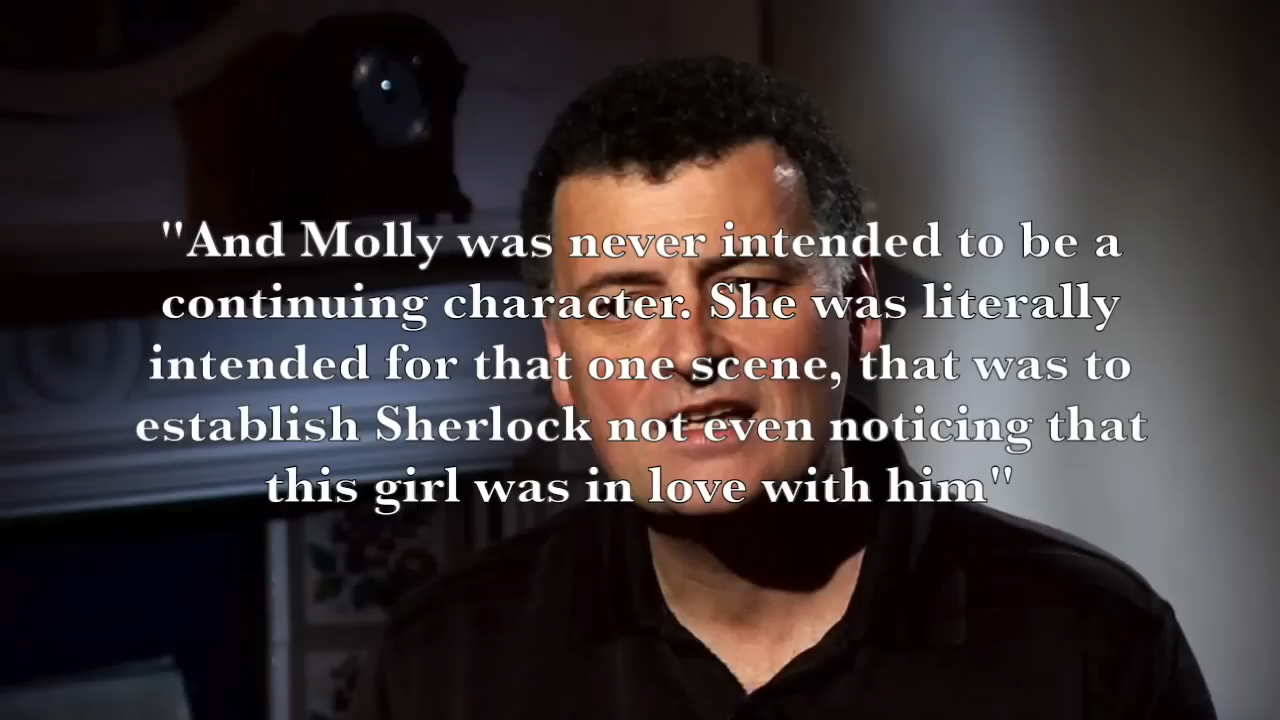 "And Molly was never intended to be a
continuing character. She was literally
intended for that one scene, that was to
establish Sherlock not even noticing that
this girl was in love with him"